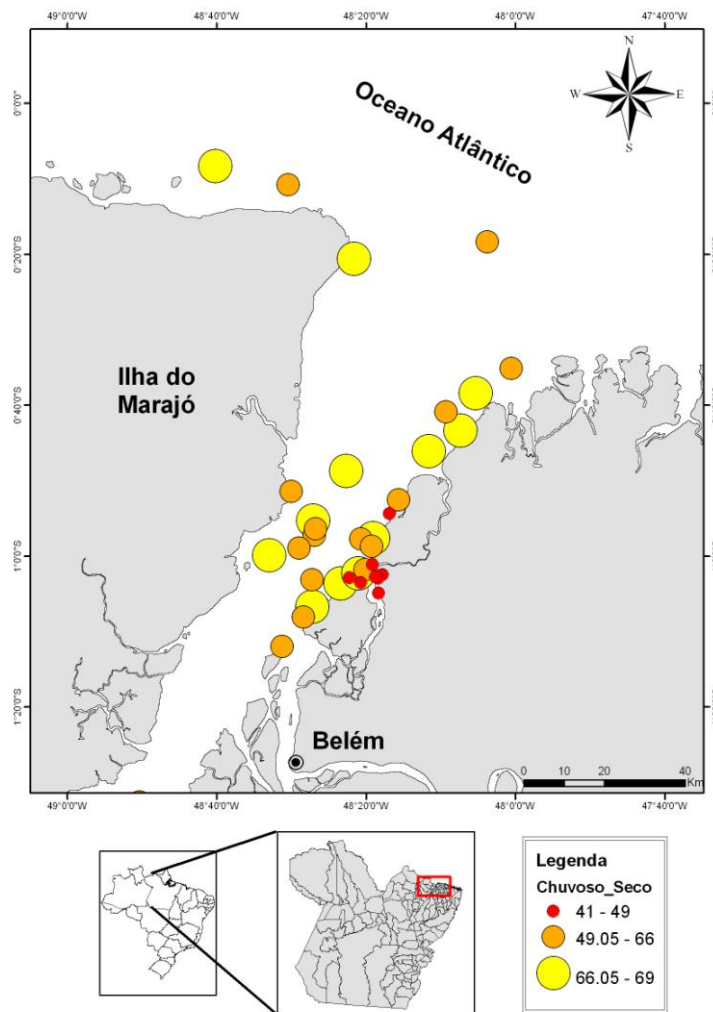 49°0'0"W 48°40'0"W 48°20'0"W 48°0'0"W 47°40'0"W
N
W E
S
Oceano Atlântico
0°0'0"
0°20'0"S
Ilha do
Marajó
0°40'0"S
1°0'0"S
1°20'0"S
Belém
0 10 20 40
Km
49°0'0"W 48°40'0"W 48°20'0"W 48°0'0"W 47°40'0"W
Legenda
Chuvoso_Seco
41 - 49
49.05 - 66
66.05 - 69